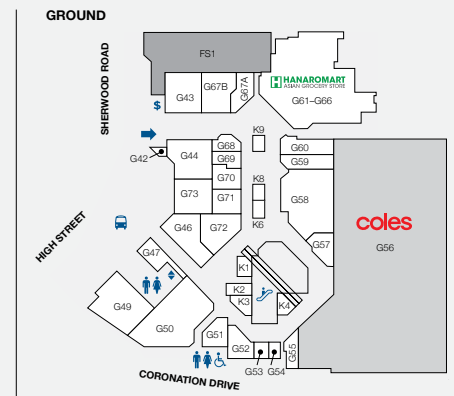 GROUND
SHERWOOD ROAD
FS1
G43
G67B
G67A
$
HANAROMART
ASIAN GROCERY STORE
G61–G66
K9
G42
G44
G68
G69
G70
G71
G73
G46
G72
K8
K6
G60
G59
G58
G57
coles
G56
HIGH STREET
G47
K1
K2
K3
K4
G49
G50
G51
G52
G53
G54
G55
CORONATION DRIVE